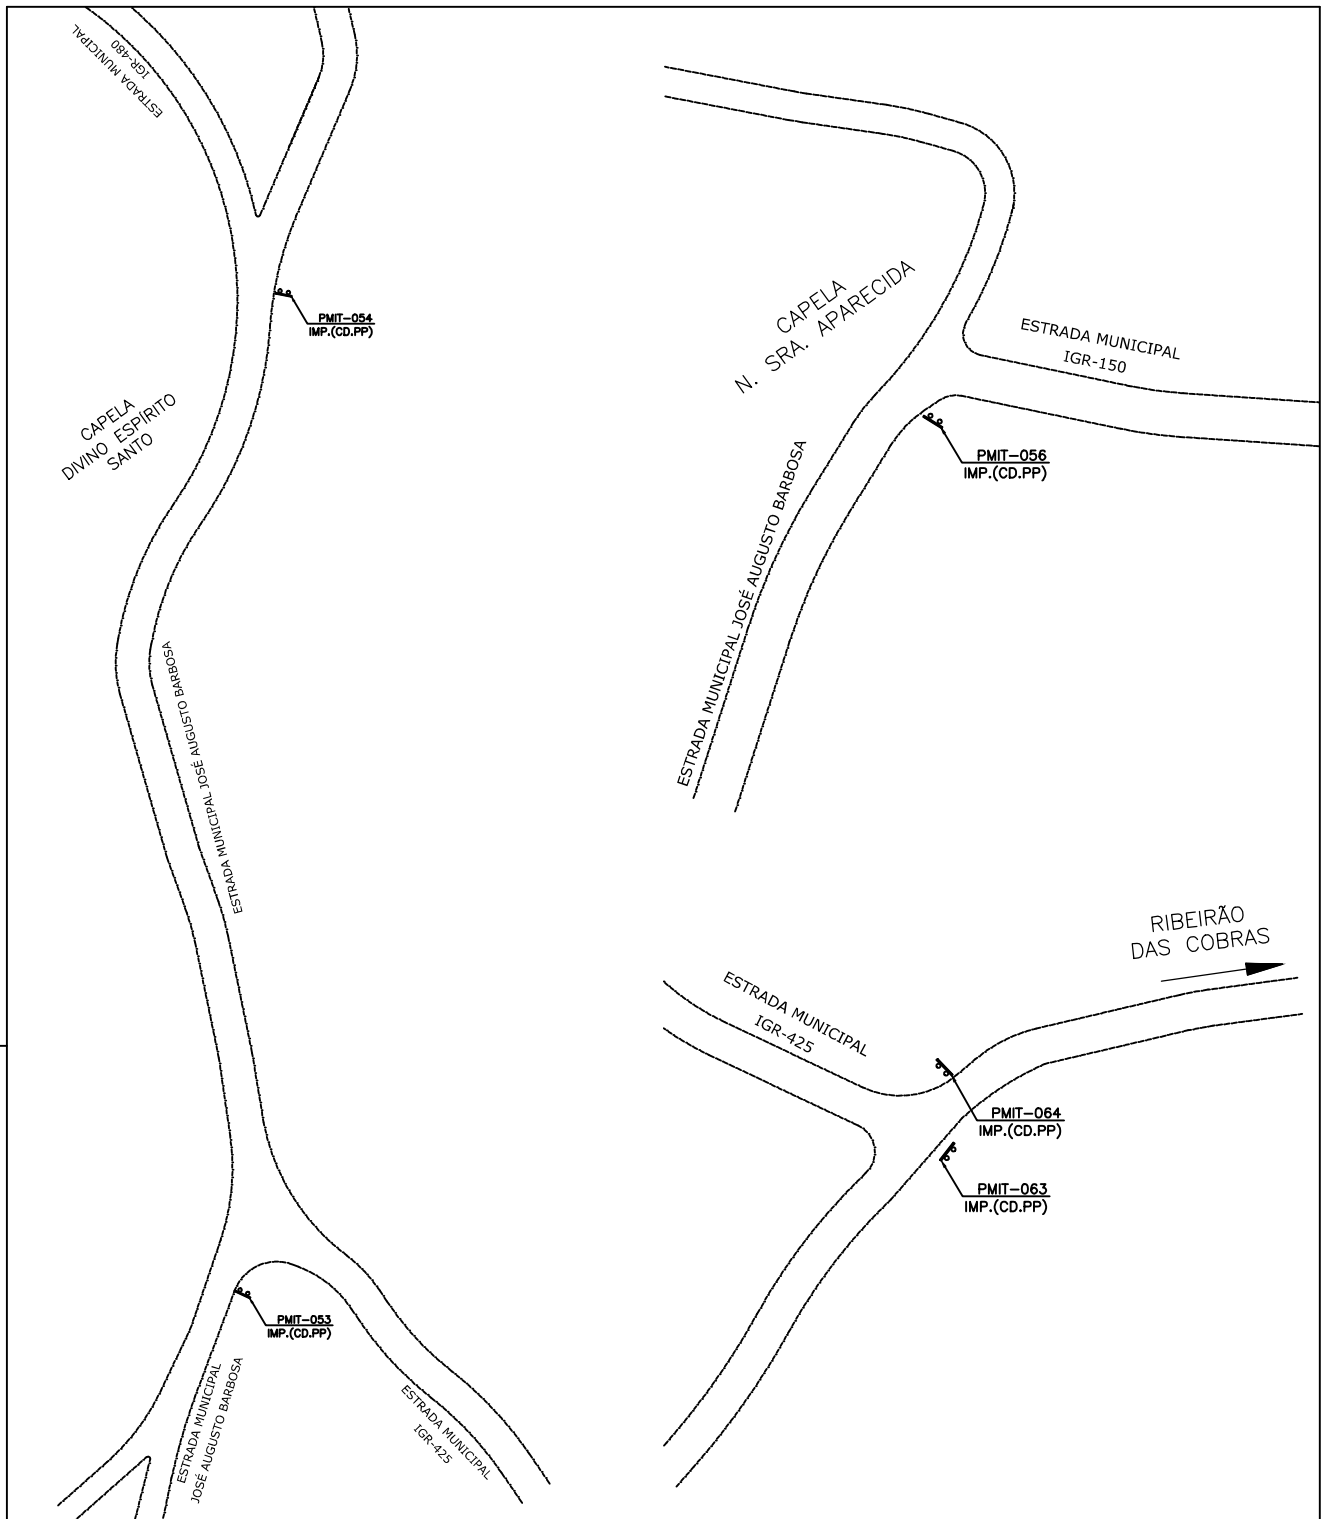 ESTRADA MUNICIPAL
IGR-480
PMIT-054
IMP.(CD.PP)
CAPELA
DIVINO ESPÍRITO
SANTO
ESTRADA MUNICIPAL JOSÉ AUGUSTO BARBOSA
PMIT-053
IMP.(CD.PP)
ESTRADA MUNICIPAL
JOSÉ AUGUSTO BARBOSA
ESTRADA MUNICIPAL
IGR-425
CAPELA
N. SRA. APARECIDA
ESTRADA MUNICIPAL
IGR-150
PMIT-056
IMP.(CD.PP)
ESTRADA MUNICIPAL JOSÉ AUGUSTO BARBOSA
RIBEIRÃO
DAS COBRAS
ESTRADA MUNICIPAL
IGR-425
PMIT-064
IMP.(CD.PP)
PMIT-063
IMP.(CD.PP)